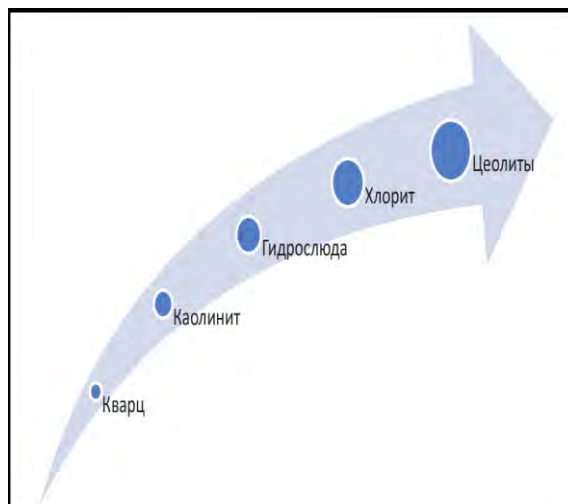 Цеолиты
Хлорит
Гидрослюда
Каолинит
Кварц